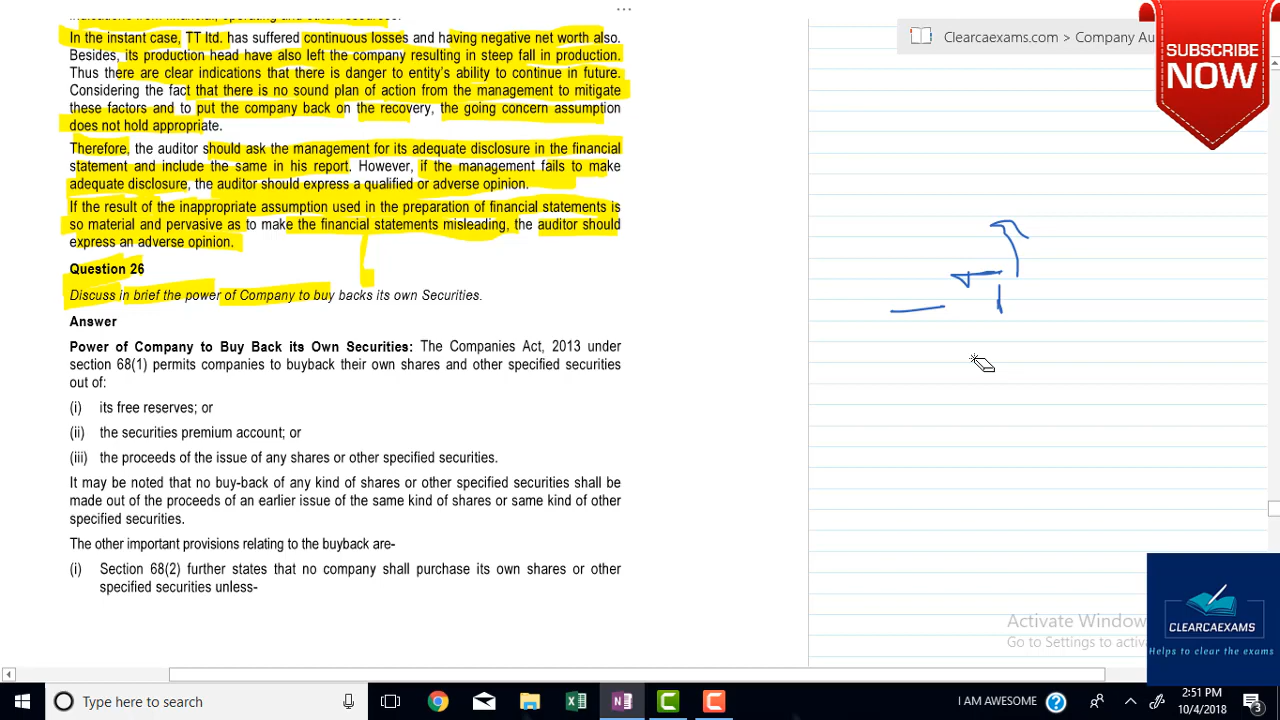 In the instant case, TT ltd. has suffered continuous losses and having negative net worth also.
Besides, its production head have also left the company resulting in steep fall in production.
Thus there are clear indications that there is danger to entity's ability to continue in future.
Considering the fact that there is no sound plan of action from the management to mitigate
these factors and to put the company back on the recovery, the going concern assumption
does not hold appropriate.
Therefore, the auditor should ask the management for its adequate disclosure in the financial
statement and include the same in his report. However, if the management fails to make
adequate disclosure, the auditor should express a qualified or adverse opinion.
If the result of the inappropriate assumption used in the preparation of financial statements is
so material and pervasive as to make the financial statements misleading, the auditor should
express an adverse opinion.
Question 26
Discuss in brief the power of Company to buy backs its own Securities.
Answer
Power of Company to Buy Back its Own Securities: The Companies Act, 2013 under
section 68(1) permits companies to buyback their own shares and other specified securities
out of:
(i) its free reserves; or
(ii) the securities premium account; or
(iii) the proceeds of the issue of any shares or other specified securities.
It may be noted that no buy-back of any kind of shares or other specified securities shall be
made out of the proceeds of an earlier issue of the same kind of shares or same kind of other
specified securities.
The other important provisions relating to the buyback are-
(i) Section 68(2) further states that no company shall purchase its own shares or other
specified securities unless-
Clearcaexams.com > Company Au
SUBSCRIBE
NOW
Activate Window
Go to Settings to activ
CLEARCAEXAMS
Helps to clear the exams
Type here to search
I AM AWESOME
2:51 PM
10/4/2018
3